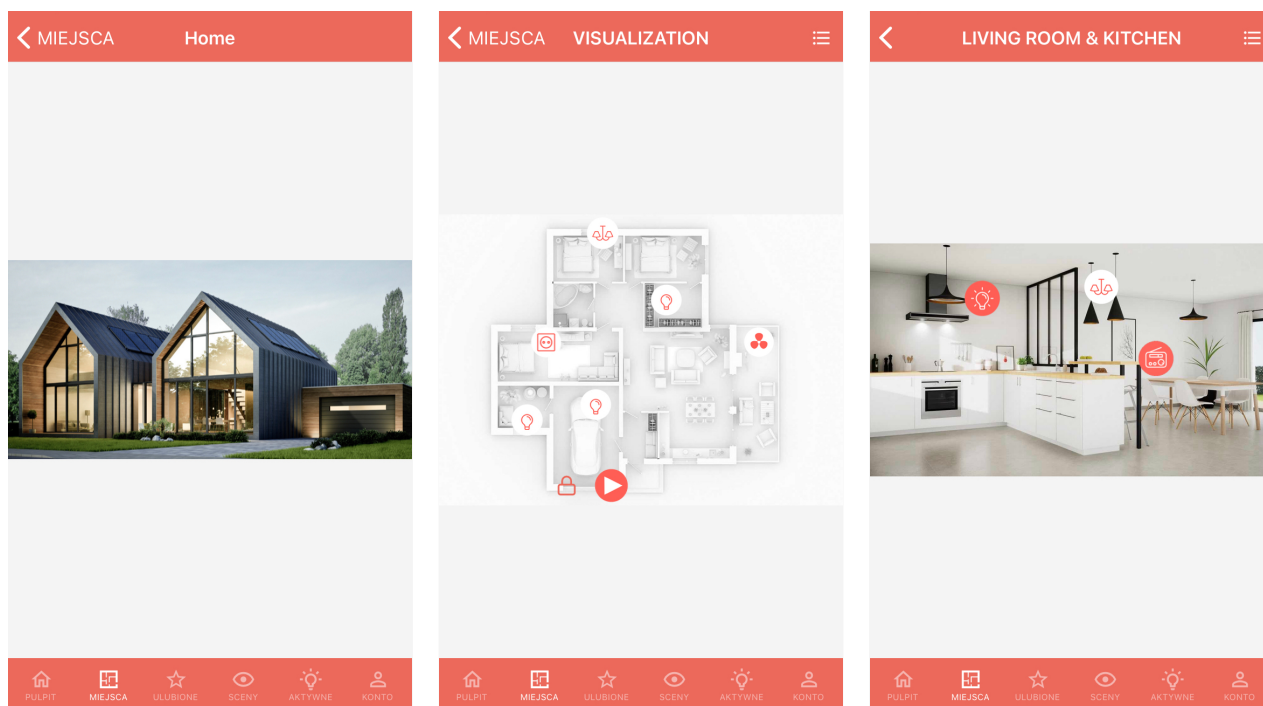 MIEJSCA Home
PULPIT MIEJSCA ULUBIONE SCENY AKTYWNE KONTO
MIEJSCA VISUALIZATION
PULPIT MIEJSCA ULUBIONE SCENY AKTYWNE KONTO
LIVING ROOM & KITCHEN
PULPIT MIEJSCA ULUBIONE SCENY AKTYWNE KONTO